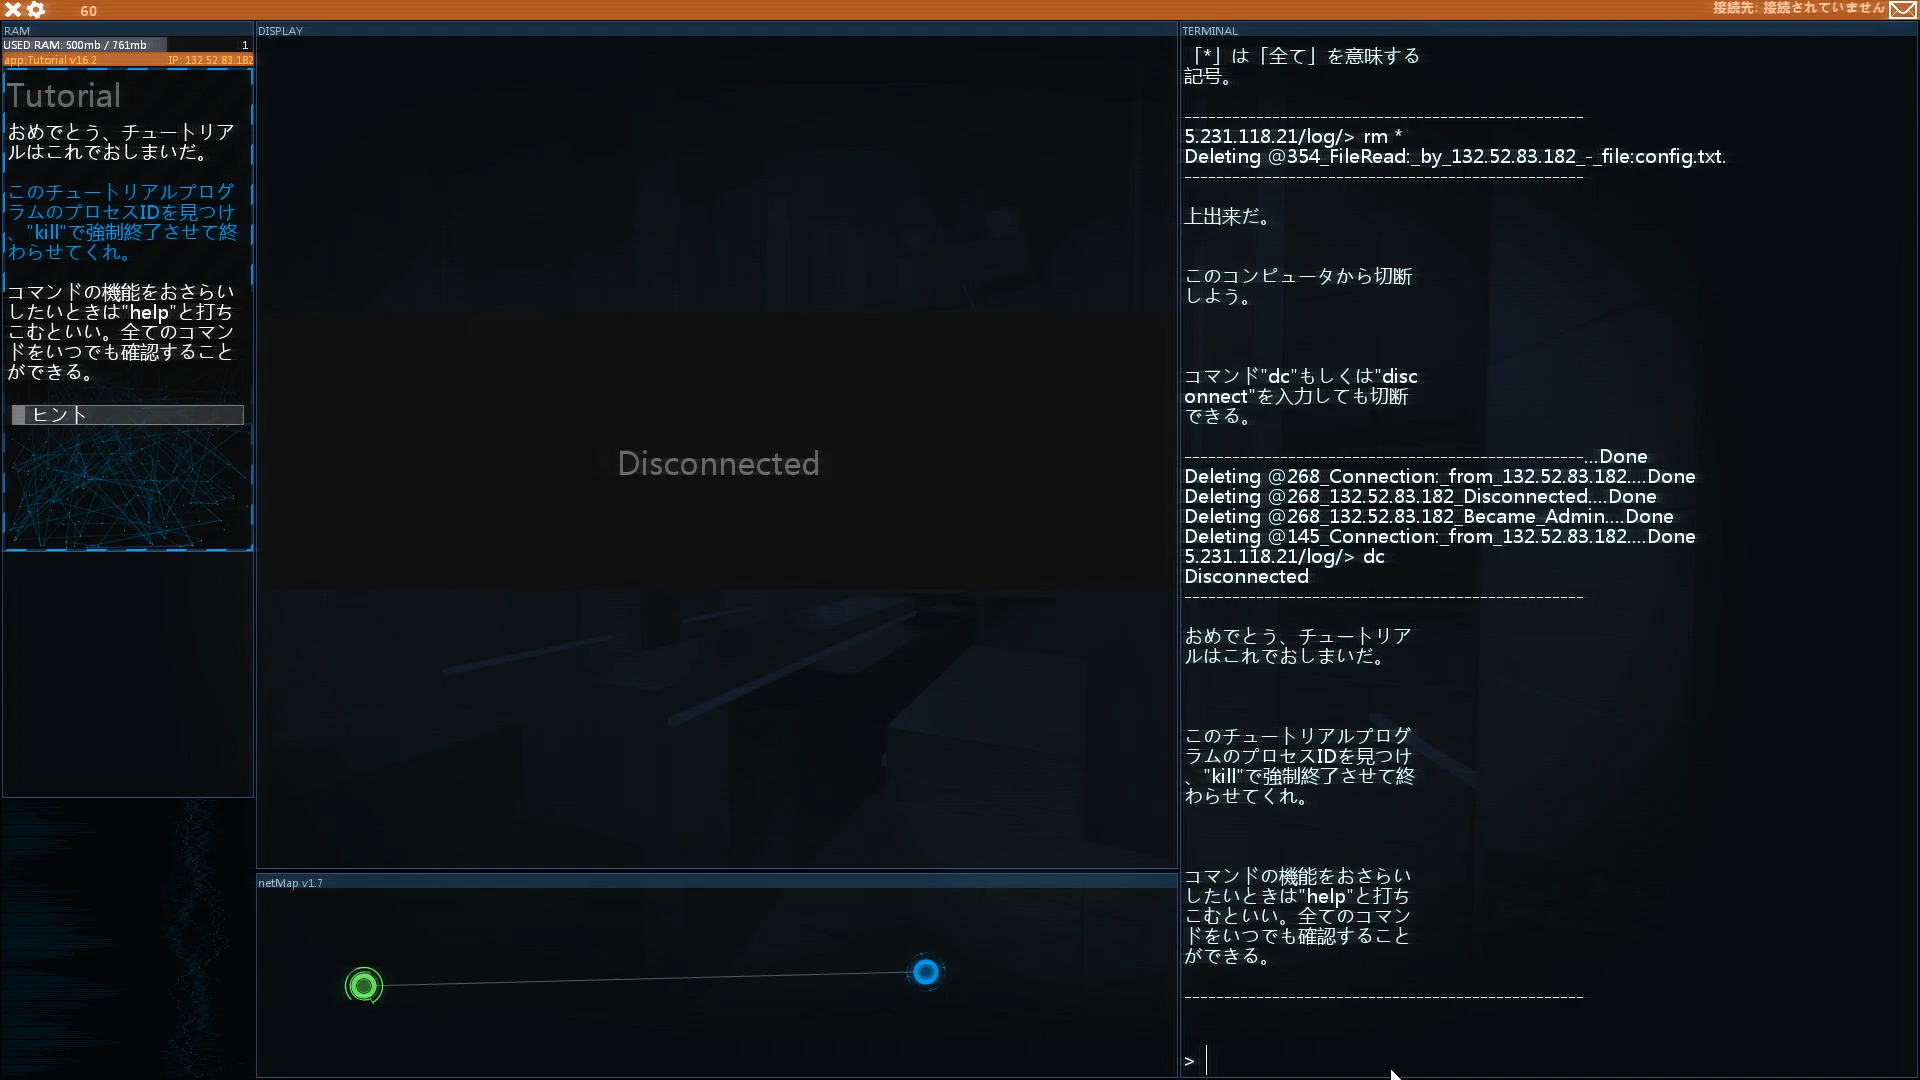 60
接続先: 接続されていません
RAM
USED RAM: 500mb / 761mb 1
app:Tutorial v16.2 IP: 132.52.83.182
Tutorial
おめでとう、チュートリア
ルはこれでおしまいだ。
このチュートリアルプログ
ラムのプロセスIDを見つけ
、"kill"で強制終了させて終
わらせてくれ。
コマンドの機能をおさらい
したいときは"help"と打ち
こむといい。全てのコマン
ドをいつでも確認すること
ができる。
ヒント
DISPLAY
Disconnected
netMap v1.7
TERMINAL
「*」は「全て」を意味する
記号。
--------------------------------------------------
5.231.118.21/log/> rm *
Deleting @354_FileRead:_by_132.52.83.182_-_file:config.txt.
--------------------------------------------------
上出来だ。
このコンピュータから切断
しよう。
コマンド"dc"もしくは"disc
onnect"を入力しても切断
できる。
--------------------------------------------------...Done
Deleting @268_Connection:_from_132.52.83.182....Done
Deleting @268_132.52.83.182_Disconnected....Done
Deleting @268_132.52.83.182_Became_Admin....Done
Deleting @145_Connection:_from_132.52.83.182....Done
5.231.118.21/log/> dc
Disconnected
--------------------------------------------------
おめでとう、チュートリア
ルはこれでおしまいだ。
このチュートリアルプログ
ラムのプロセスIDを見つけ
、"kill"で強制終了させて終
わらせてくれ。
コマンドの機能をおさらい
したいときは"help"と打ち
こむといい。全てのコマン
ドをいつでも確認すること
ができる。
--------------------------------------------------
>